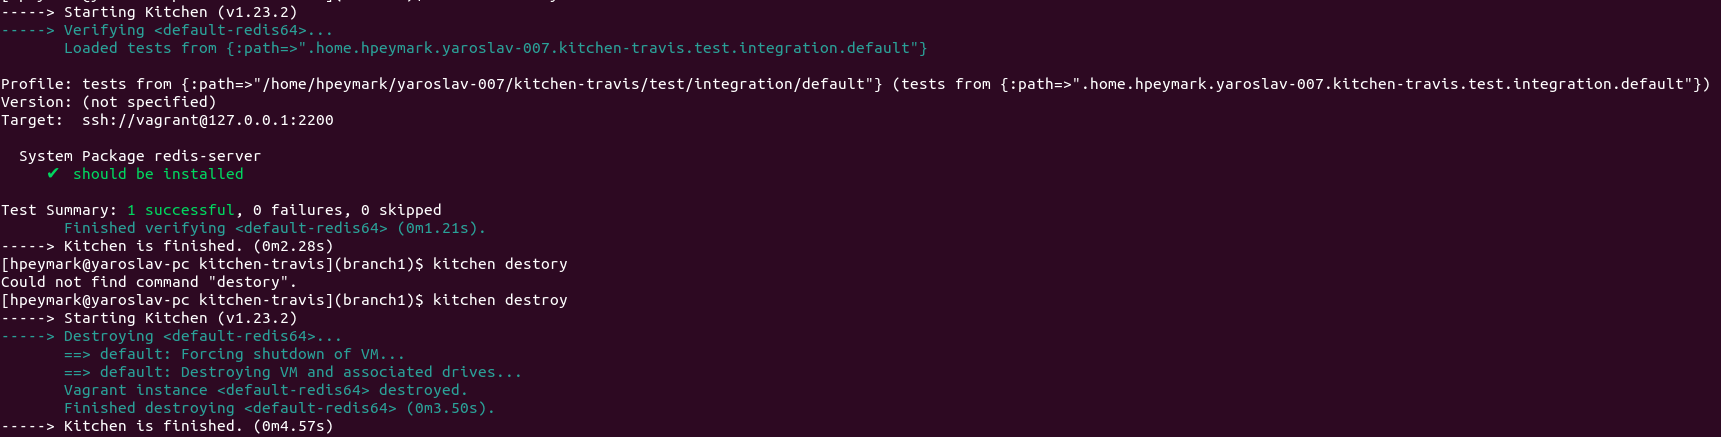 -----> Starting Kitchen (v1.23.2)
-----> Verifying <default-redis64>...
       Loaded tests from {:path=>".home.hpeymark.yaroslav-007.kitchen-travis.test.integration.default"}

Profile: tests from {:path=>"/home/hpeymark/yaroslav-007/kitchen-travis/test/integration/default"} (tests from {:path=>".home.hpeymark.yaroslav-007.kitchen-travis.test.integration.default"})
Version: (not specified)
Target:  ssh://vagrant@127.0.0.1:2200

  System Package redis-server
     ✔  should be installed

Test Summary: 1 successful, 0 failures, 0 skipped
       Finished verifying <default-redis64> (0m1.21s).
-----> Kitchen is finished. (0m2.28s)
[hpeymark@yaroslav-pc kitchen-travis](branch1)$ kitchen destory
Could not find command "destory".
[hpeymark@yaroslav-pc kitchen-travis](branch1)$ kitchen destroy
-----> Starting Kitchen (v1.23.2)
-----> Destroying <default-redis64>...
       ==> default: Forcing shutdown of VM...
       ==> default: Destroying VM and associated drives...
       Vagrant instance <default-redis64> destroyed.
       Finished destroying <default-redis64> (0m3.50s).
-----> Kitchen is finished. (0m4.57s)